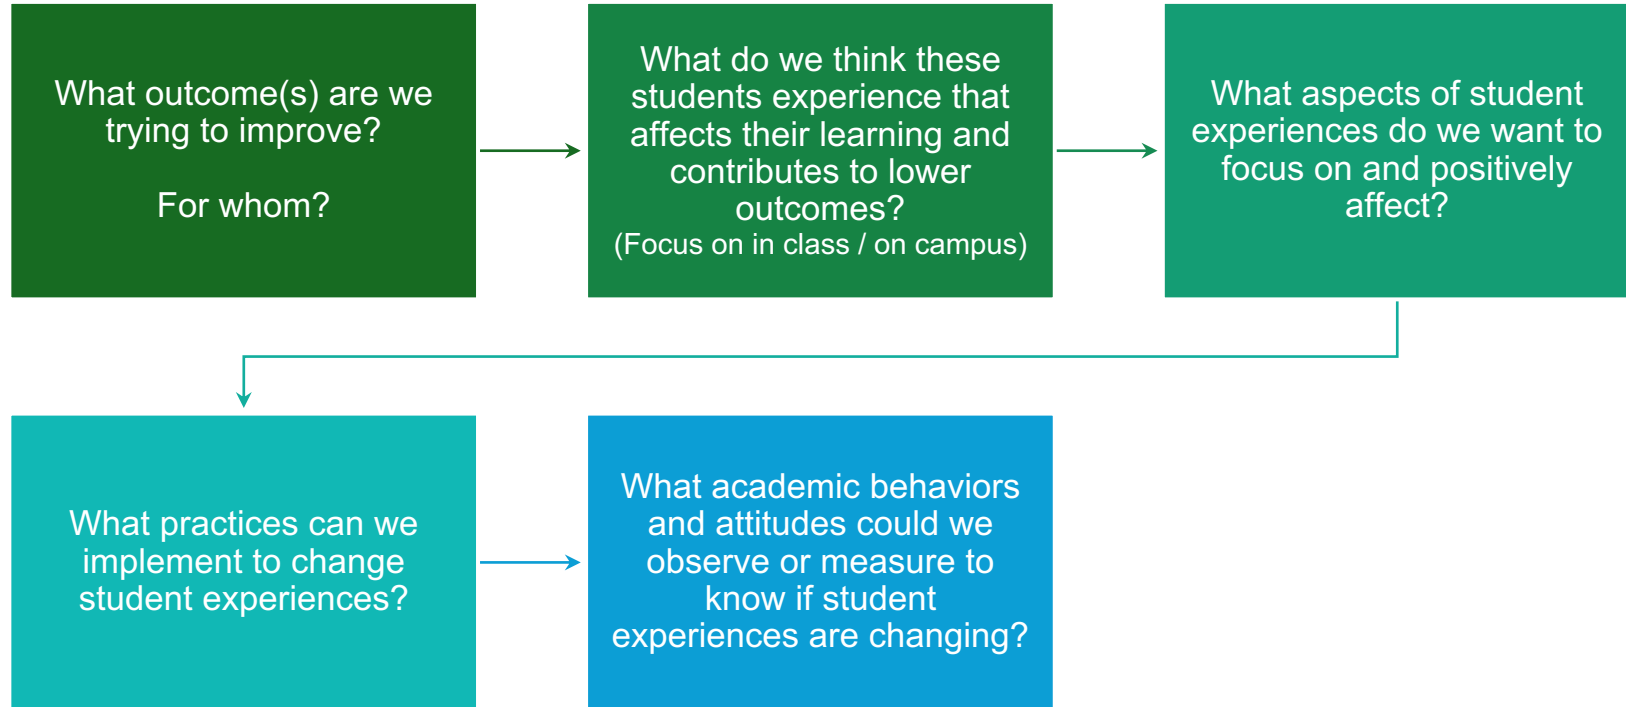 What outcome(s) are we
trying to improve?
For whom?
What do we think these
students experience that
affects their learning and
contributes to lower
outcomes?
(Focus on in class / on campus)
What aspects of student
experiences do we want to
focus on and positively
affect?
What practices can we
implement to change
student experiences?
What academic behaviors
and attitudes could we
observe or measure to
know if student
experiences are changing?